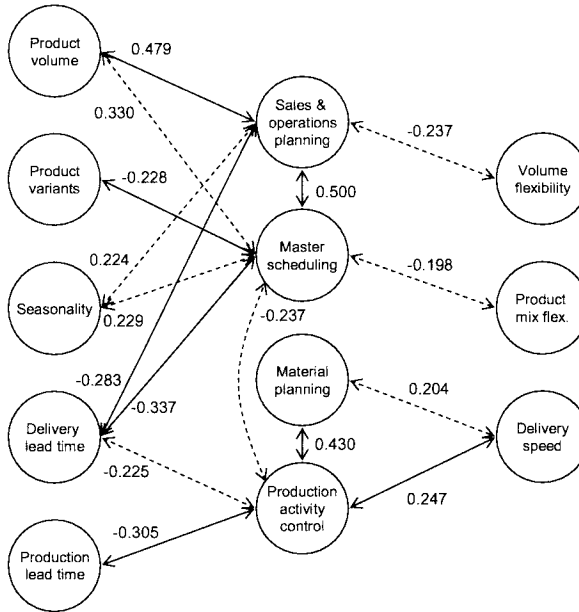 Product
volume
0.479
0.330
Sales &
operations
planning
-0.237
Volume
flexibility
Product
variants
-0.228
0.500
Master
scheduling
-0.198
Product
mix flex.
Seasonality
0.224
0.229
-0.237
Material
planning
0.204
Delivery
speed
-0.283
-0.337
Delivery
lead time
-0.225
0.430
Production
activity
control
0.247
-0.305
Production
lead time